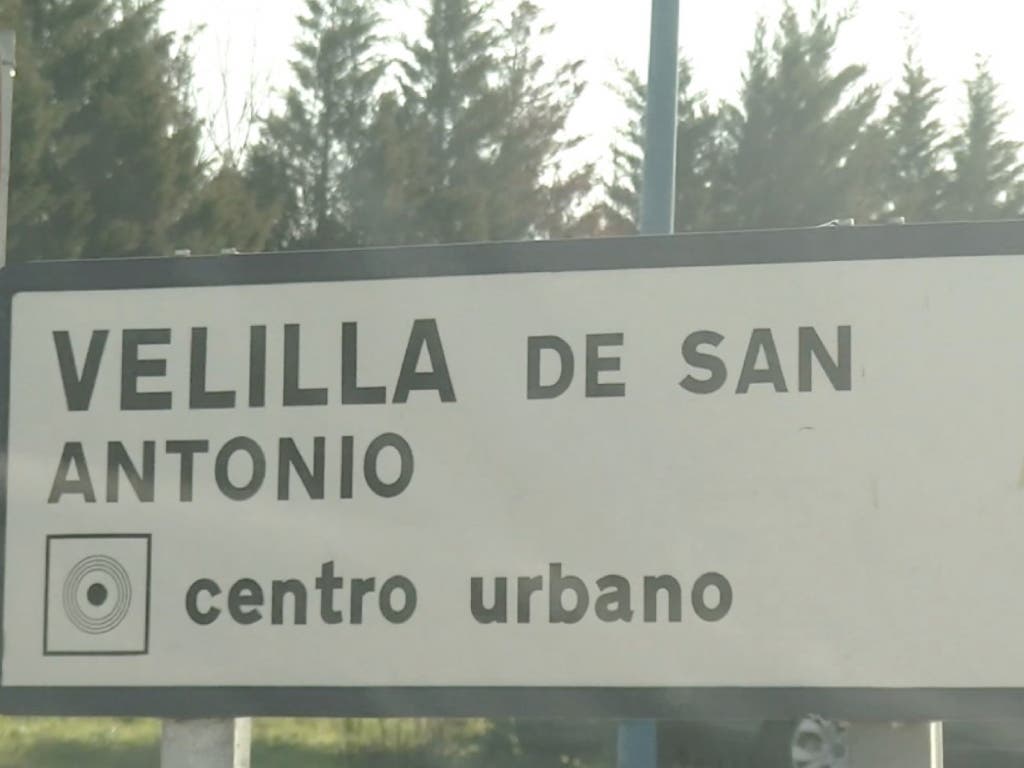 VELILLA DE SAN
ANTONIO
centro urbano